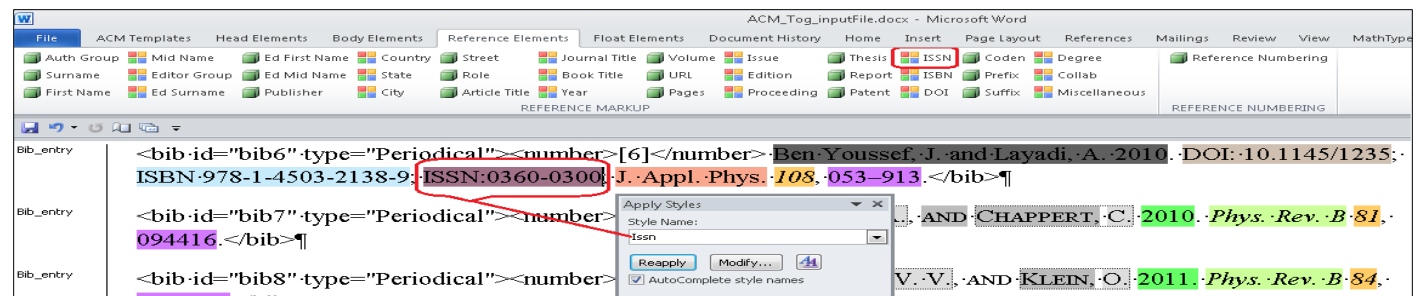 ACM_Tog_inputFile.docx - Microsoft Word
File ACM Templates Head Elements Body Elements Reference Elements Float Elements Document History Home Insert Page Layout References Mailings Review View MathType
Auth Group Mid Name Ed First Name Country Street Journal Title Volume Issue Thesis ISSN Coden Degree Reference Numbering
Surname Editor Group Ed Mid Name State Role Book Title URL Edition Report ISBN Prefix Collab
First Name Ed Surname Publisher City Article Title Year Pages Proceeding Patent DOI Suffix Miscellaneous
REFERENCE MARKUP REFERENCE NUMBERING
Bib_entry <bib·id="bib6"·type="Periodical"><number>[6]</number>·Ben·Youssef,·J.·and·Layadi,·A.·2010.·DOI:·10.1145/1235;·
ISBN·978-1-4503-2138-9;·ISSN:0360-0300;·J.·Appl.·Phys.·108,·053–913.</bib>¶
Apply Styles
Style Name:
Bib_entry <bib·id="bib7"·type="Periodical"><number> .,·AND·CHAPPERT,·C.·2010.·Phys.·Rev.·B·81,·
Issn
094416.</bib>¶
Reapply Modify...
Bib_entry <bib·id="bib8"·type="Periodical"><number> V.·V.,·AND·KLEIN,·O.·2011.·Phys.·Rev.·B·84,·
AutoComplete style names